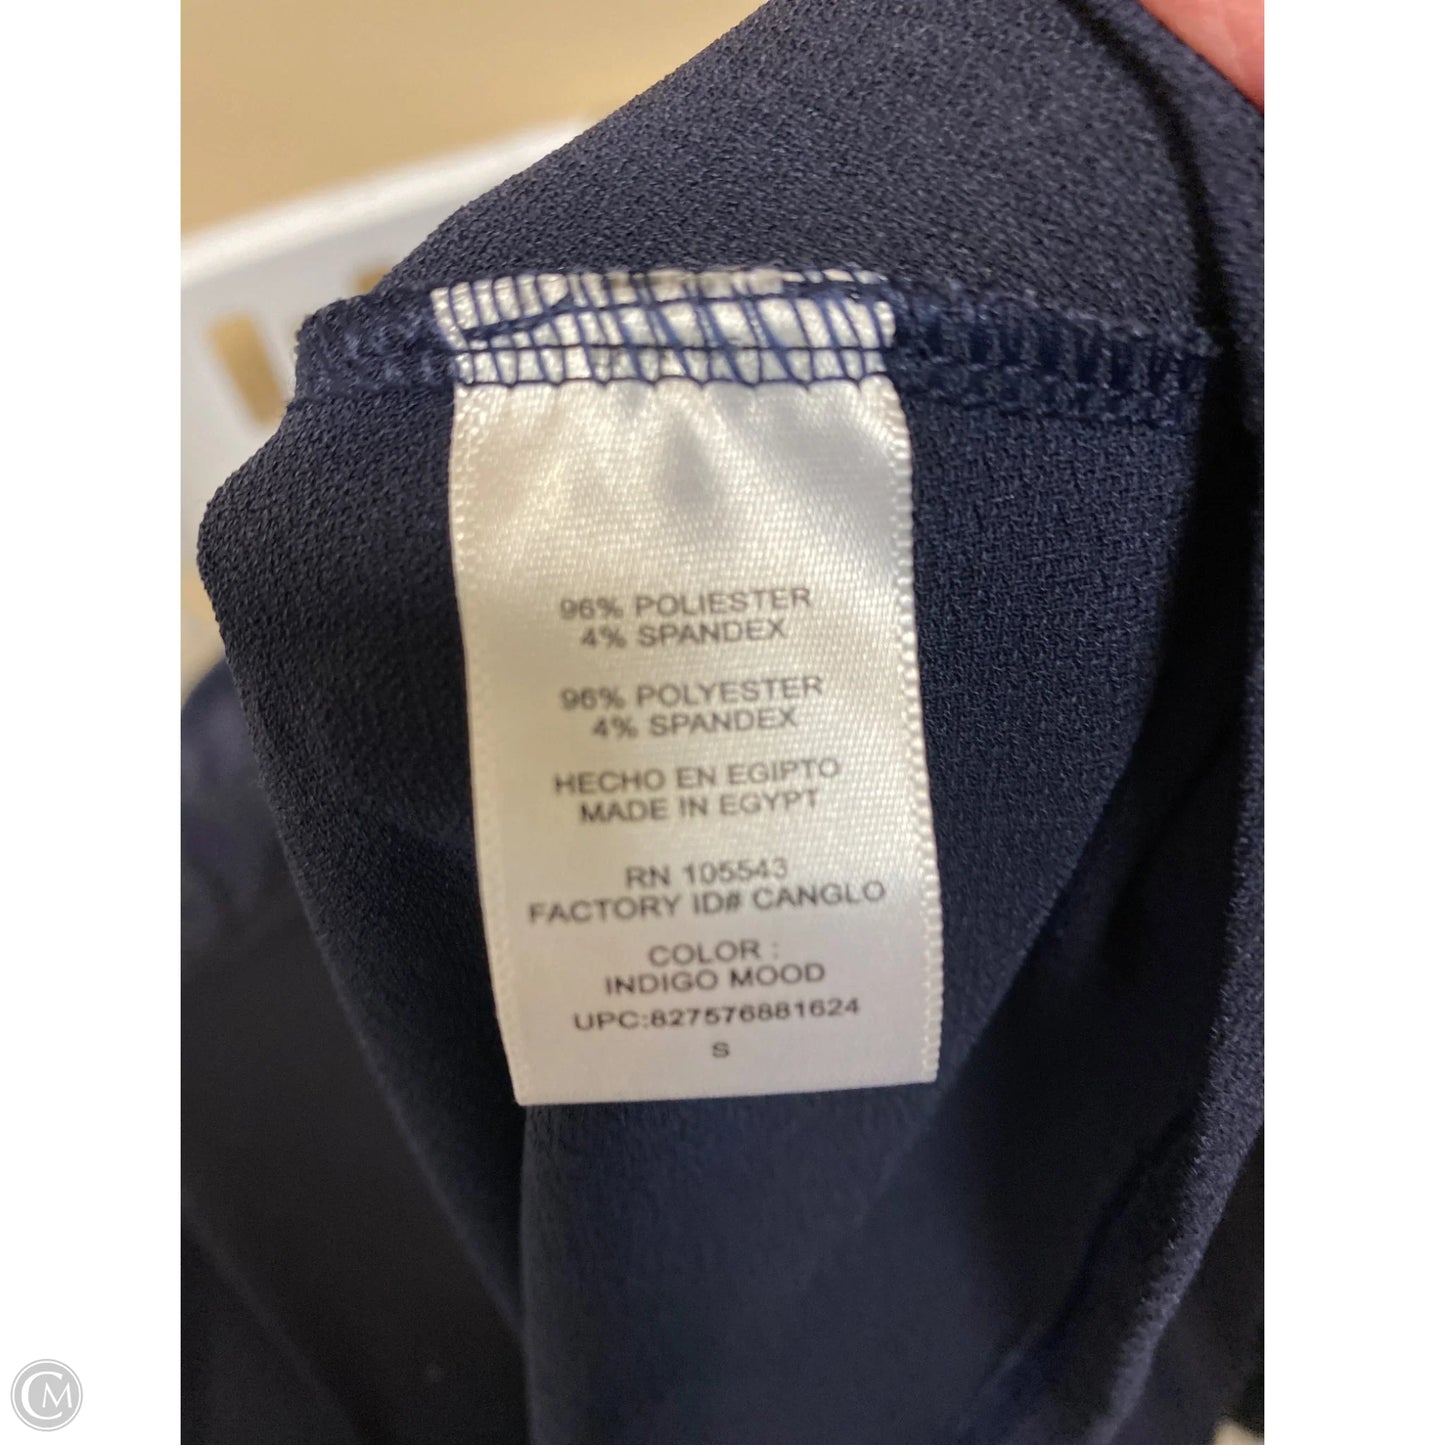 96% POLIESTER
4% SPANDEX
96% POLYESTER
4% SPANDEX
HECHO EN EGIPTO
MADE IN EGYPT
RN 105543
FACTORY ID# CANGLO
COLOR :
INDIGO MOOD
UPC:827576881624
S
CM